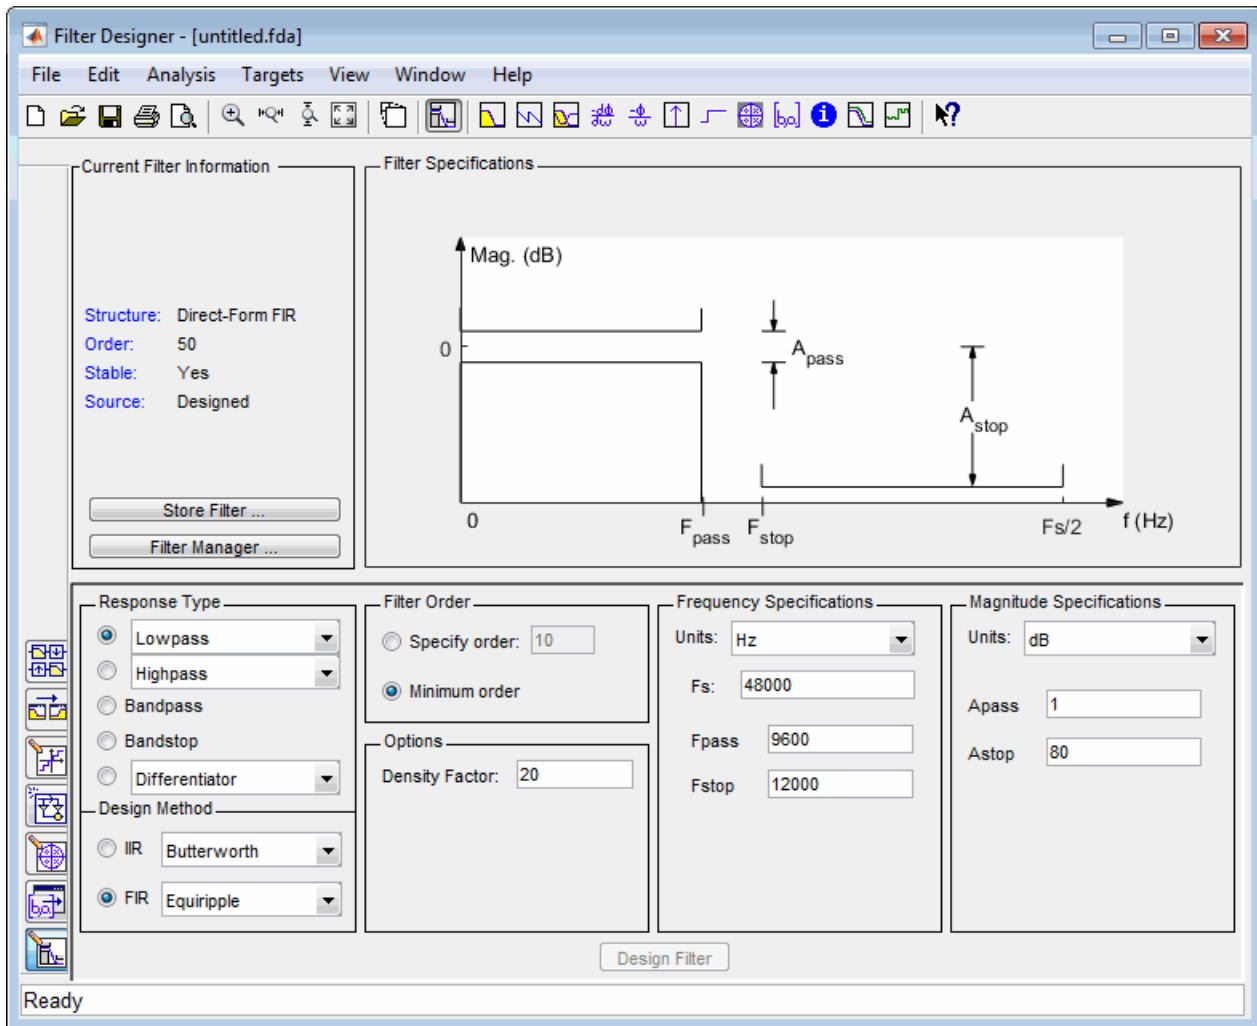 Filter Designer - [untitled.fda]
File Edit Analysis Targets View Window Help
Current Filter Information
Structure: Direct-Form FIR
Order: 50
Stable: Yes
Source: Designed
Store Filter ...
Filter Manager ...
Filter Specifications
Mag. (dB)
0
Apass
Astop
0
Fpass
Fstop
Fs/2
f (Hz)
Response Type
Lowpass
Highpass
Bandpass
Bandstop
Differentiator
Design Method
IIR Butterworth
FIR Equiripple
Filter Order
Specify order: 10
Minimum order
Options
Density Factor: 20
Frequency Specifications
Units: Hz
Fs: 48000
Fpass 9600
Fstop 12000
Magnitude Specifications
Units: dB
Apass 1
Astop 80
Design Filter
Ready